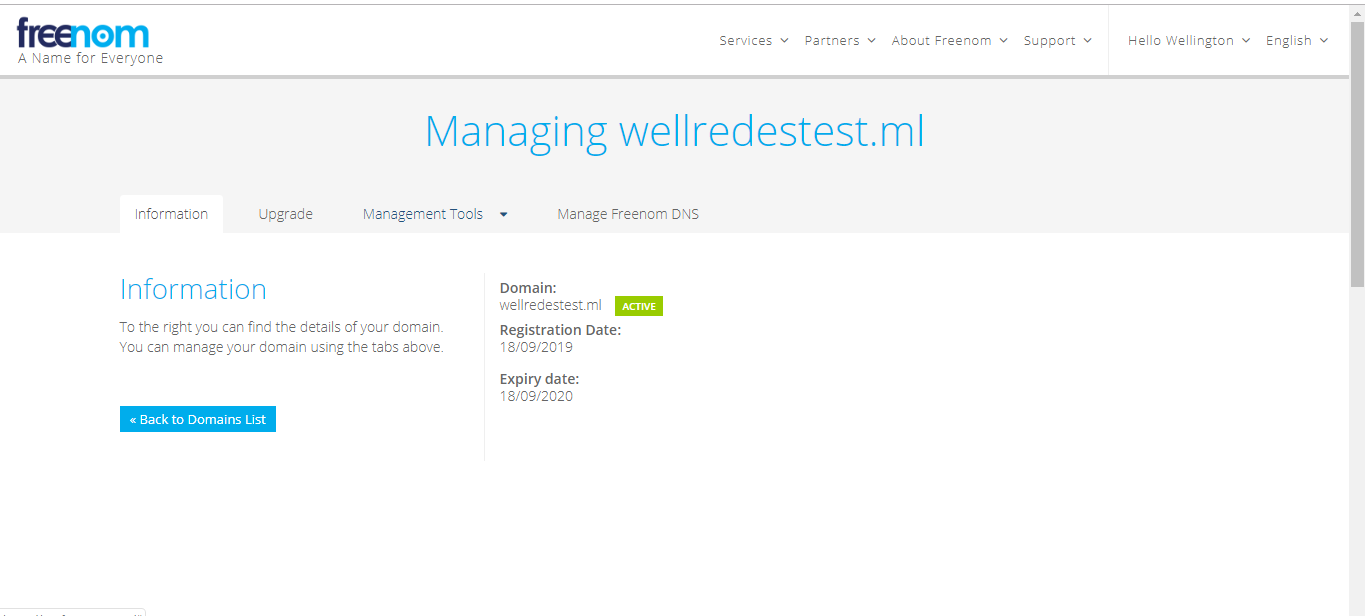 freenom
A Name for Everyone
Services
Partners
About Freenom
Support
Hello Wellington
English
Managing wellredestest.ml
Information
Upgrade
Management Tools
Manage Freenom DNS
Information
To the right you can find the details of your domain.
You can manage your domain using the tabs above.
« Back to Domains List
Domain:
wellredestest.ml ACTIVE
Registration Date:
18/09/2019
Expiry date:
18/09/2020